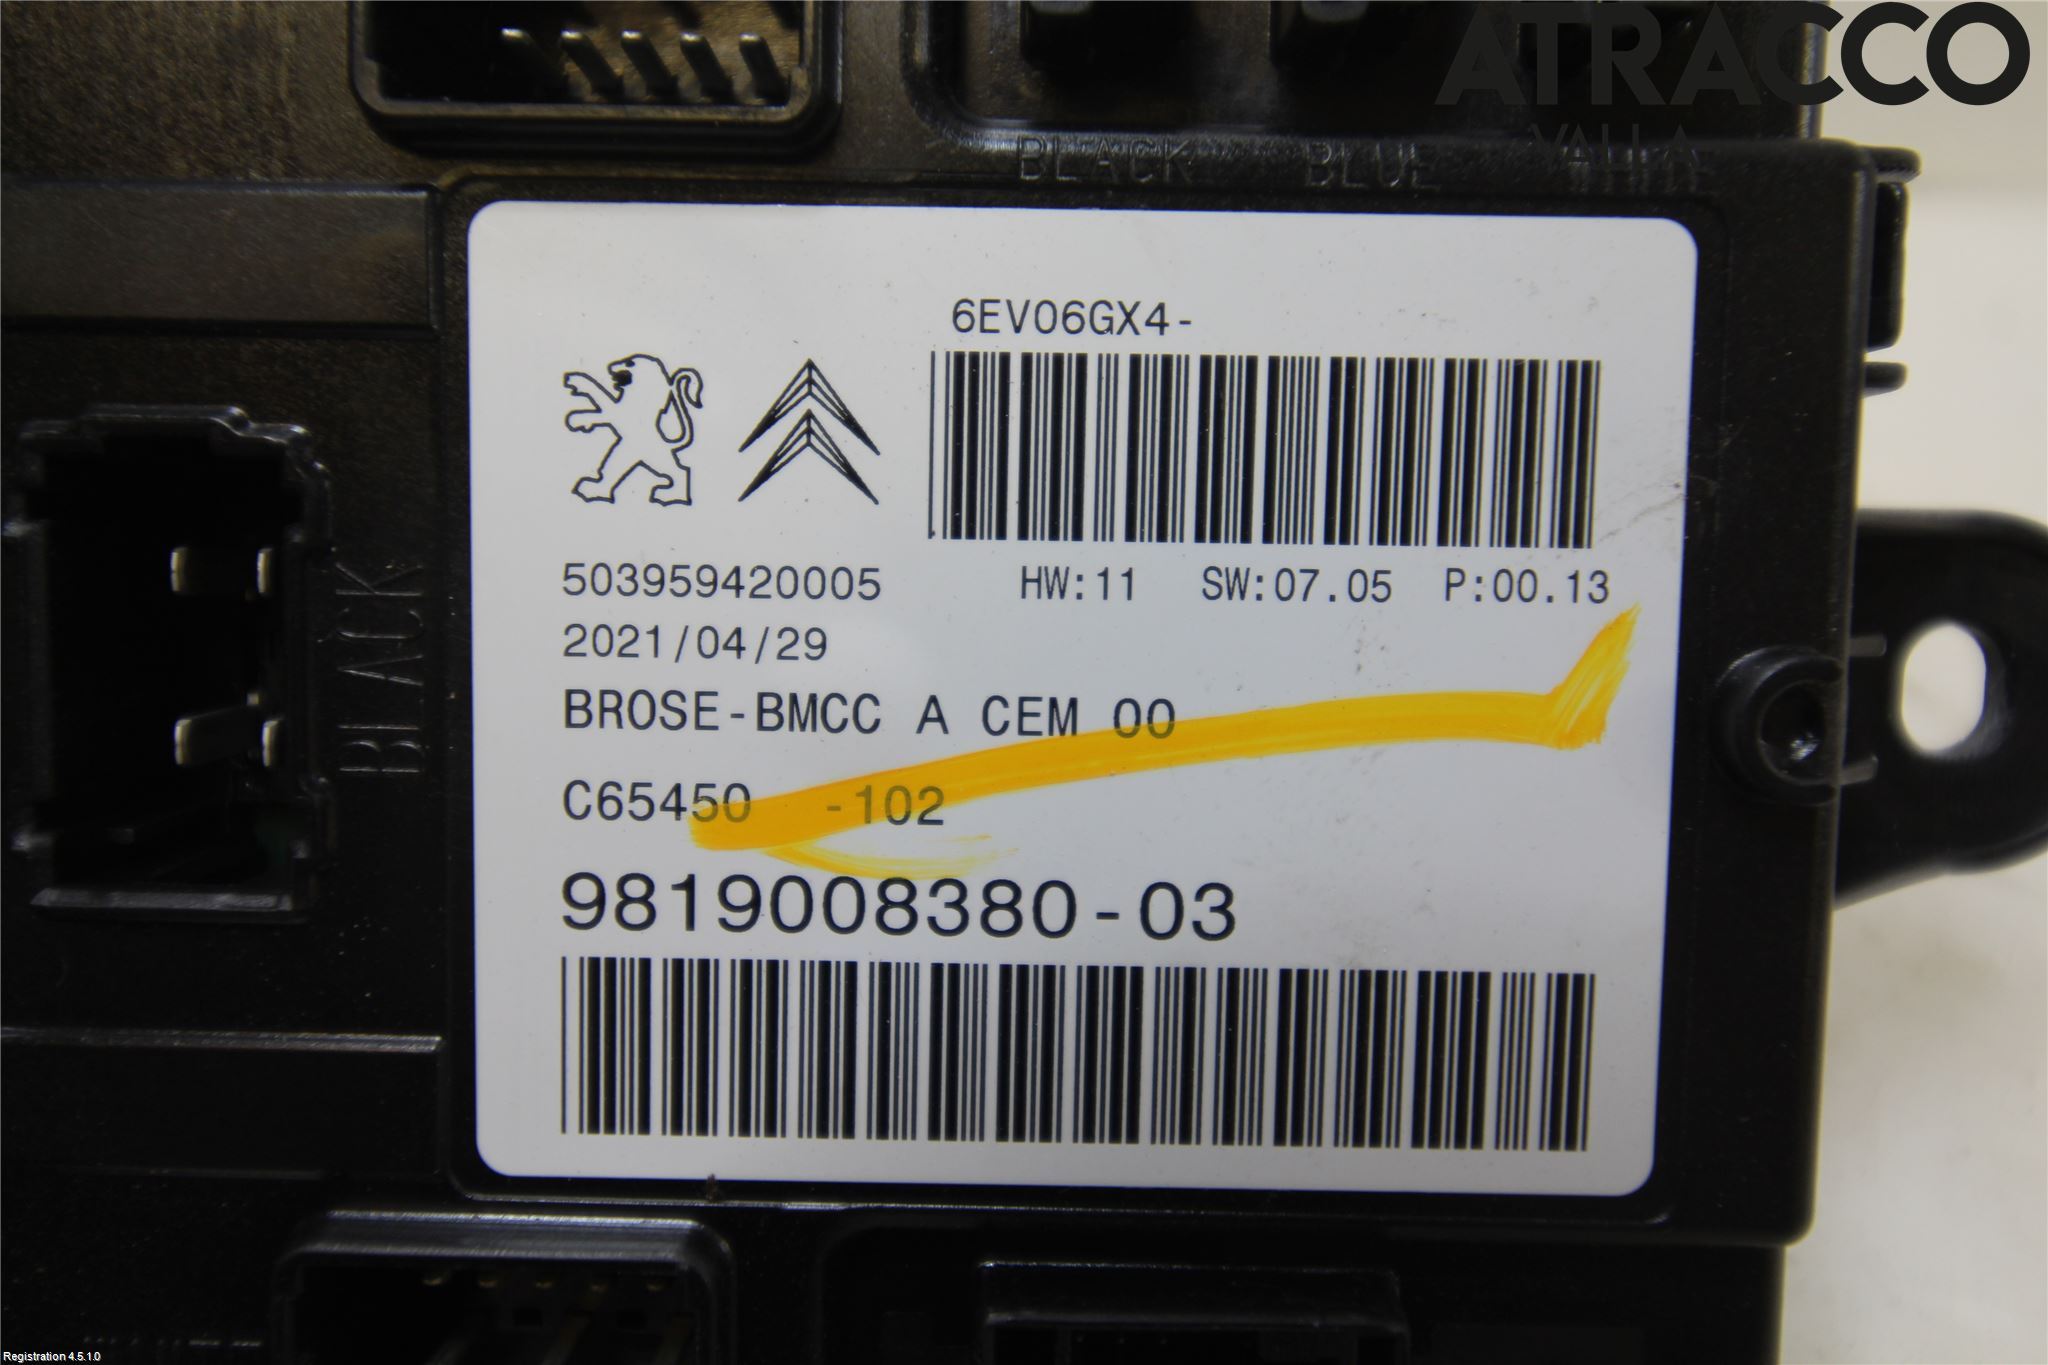 ATRACCO
VALLA
BLACK BLUE WHITE
6EV06GX4-
503959420005 HW:11 SW:07.05 P:00.13
2021/04/29
BROSE-BMCC A CEM 00
C65450 -102
9819008380-03
BLACK
Registration 4.5.1.0